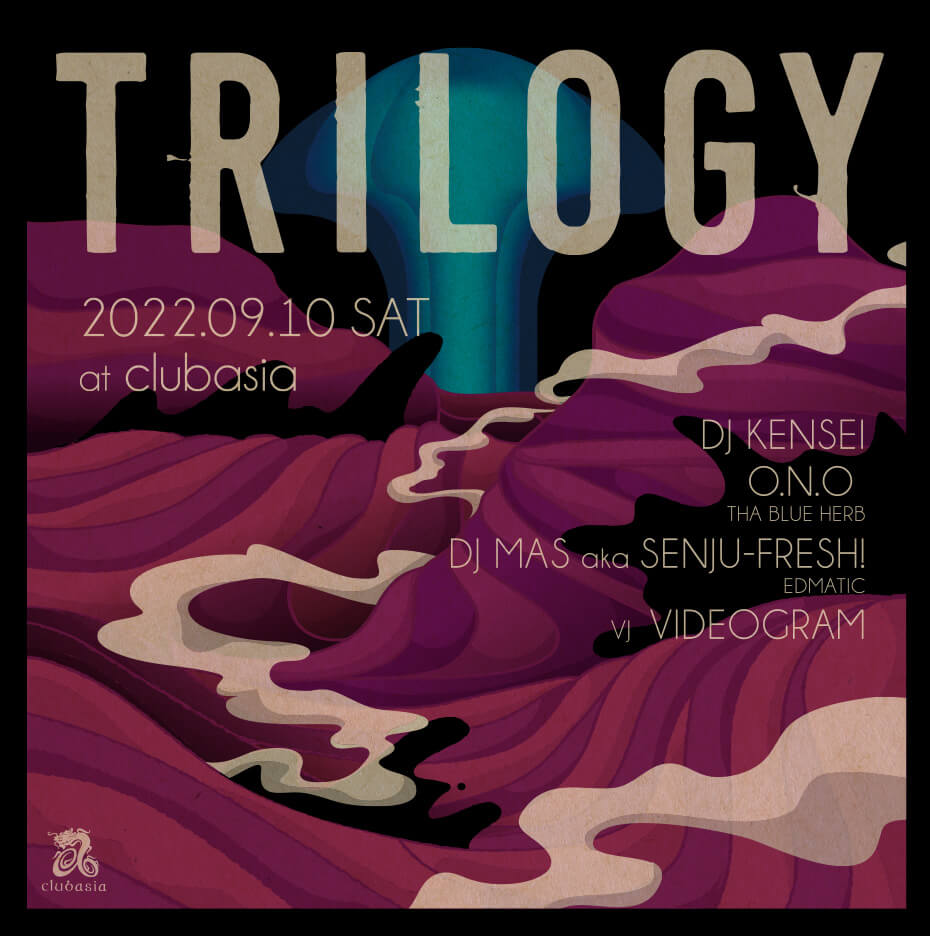 TRILOGY
2022.09.10 SAT
at clubasia
DJ KENSEI
O.N.O
THA BLUE HERB
DJ MAS aka SENJU-FRESH!
EDMATIC
VJ VIDEOGRAM
clubasia